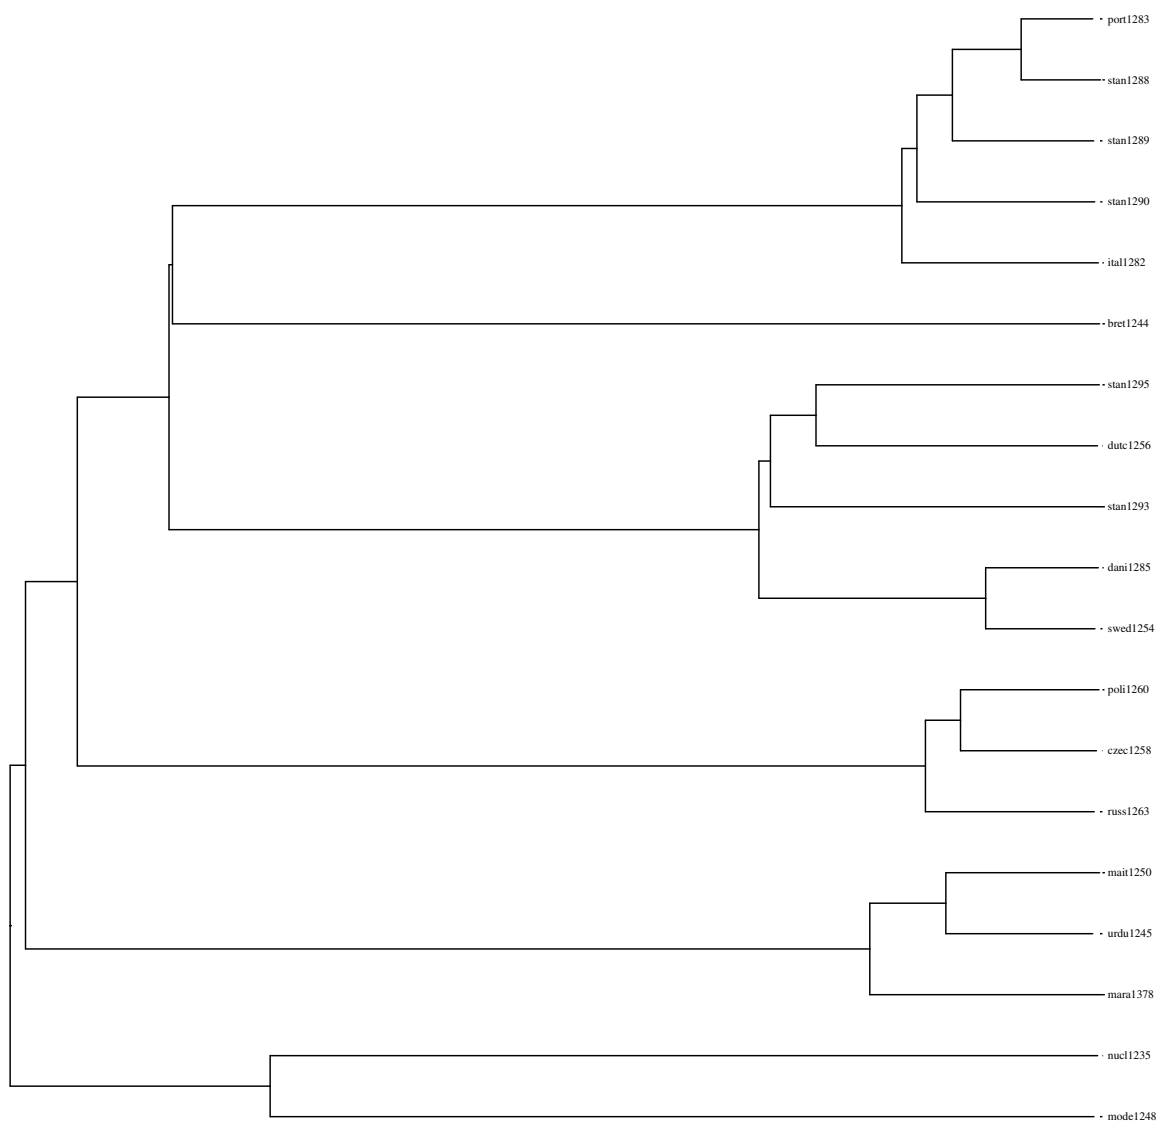 port1283
stan1288
stan1289
stan1290
ital1282
bret1244
stan1295
dutc1256
stan1293
dani1285
swed1254
poli1260
czec1258
russ1263
mait1250
urdu1245
mara1378
nucl1235
mode1248